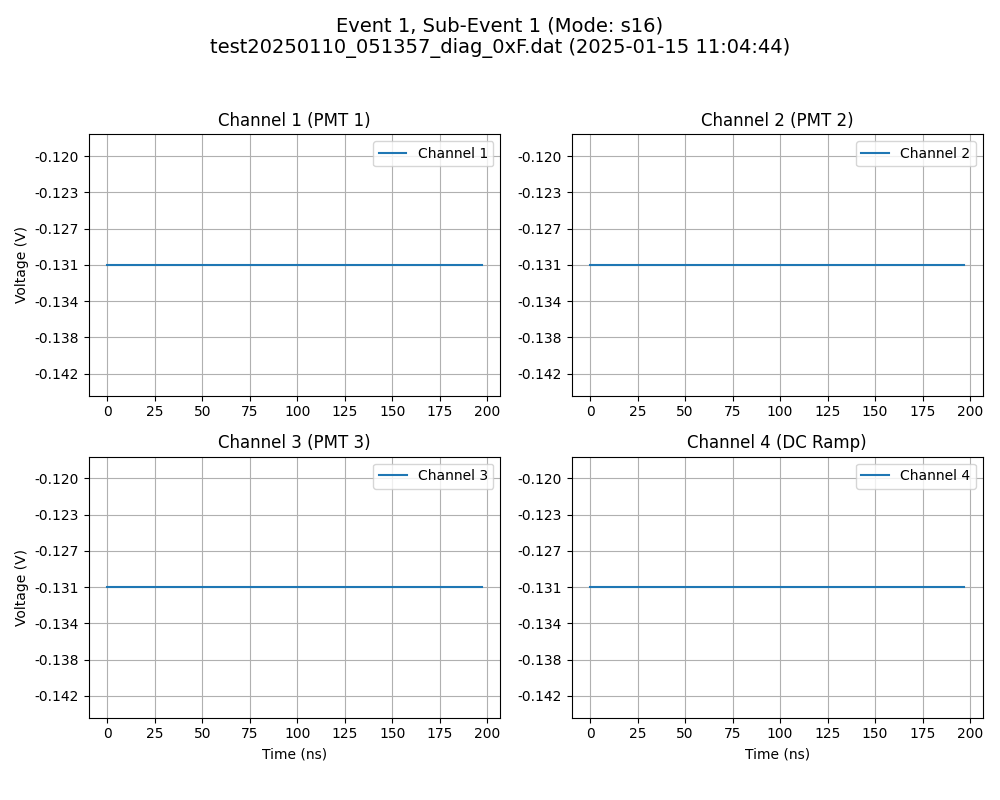 Event 1, Sub-Event 1 (Mode: s16)
test20250110_051357_diag_0xF.dat (2025-01-15 11:04:44)
Channel 1 (PMT 1)
Channel 1
-0.120
-0.123
-0.127
-0.131
-0.134
-0.138
-0.142
Voltage (V)
0 25 50 75 100 125 150 175 200
Channel 2 (PMT 2)
Channel 2
-0.120
-0.123
-0.127
-0.131
-0.134
-0.138
-0.142
0 25 50 75 100 125 150 175 200
Channel 3 (PMT 3)
Channel 3
-0.120
-0.123
-0.127
-0.131
-0.134
-0.138
-0.142
Voltage (V)
0 25 50 75 100 125 150 175 200
Time (ns)
Channel 4 (DC Ramp)
Channel 4
-0.120
-0.123
-0.127
-0.131
-0.134
-0.138
-0.142
0 25 50 75 100 125 150 175 200
Time (ns)